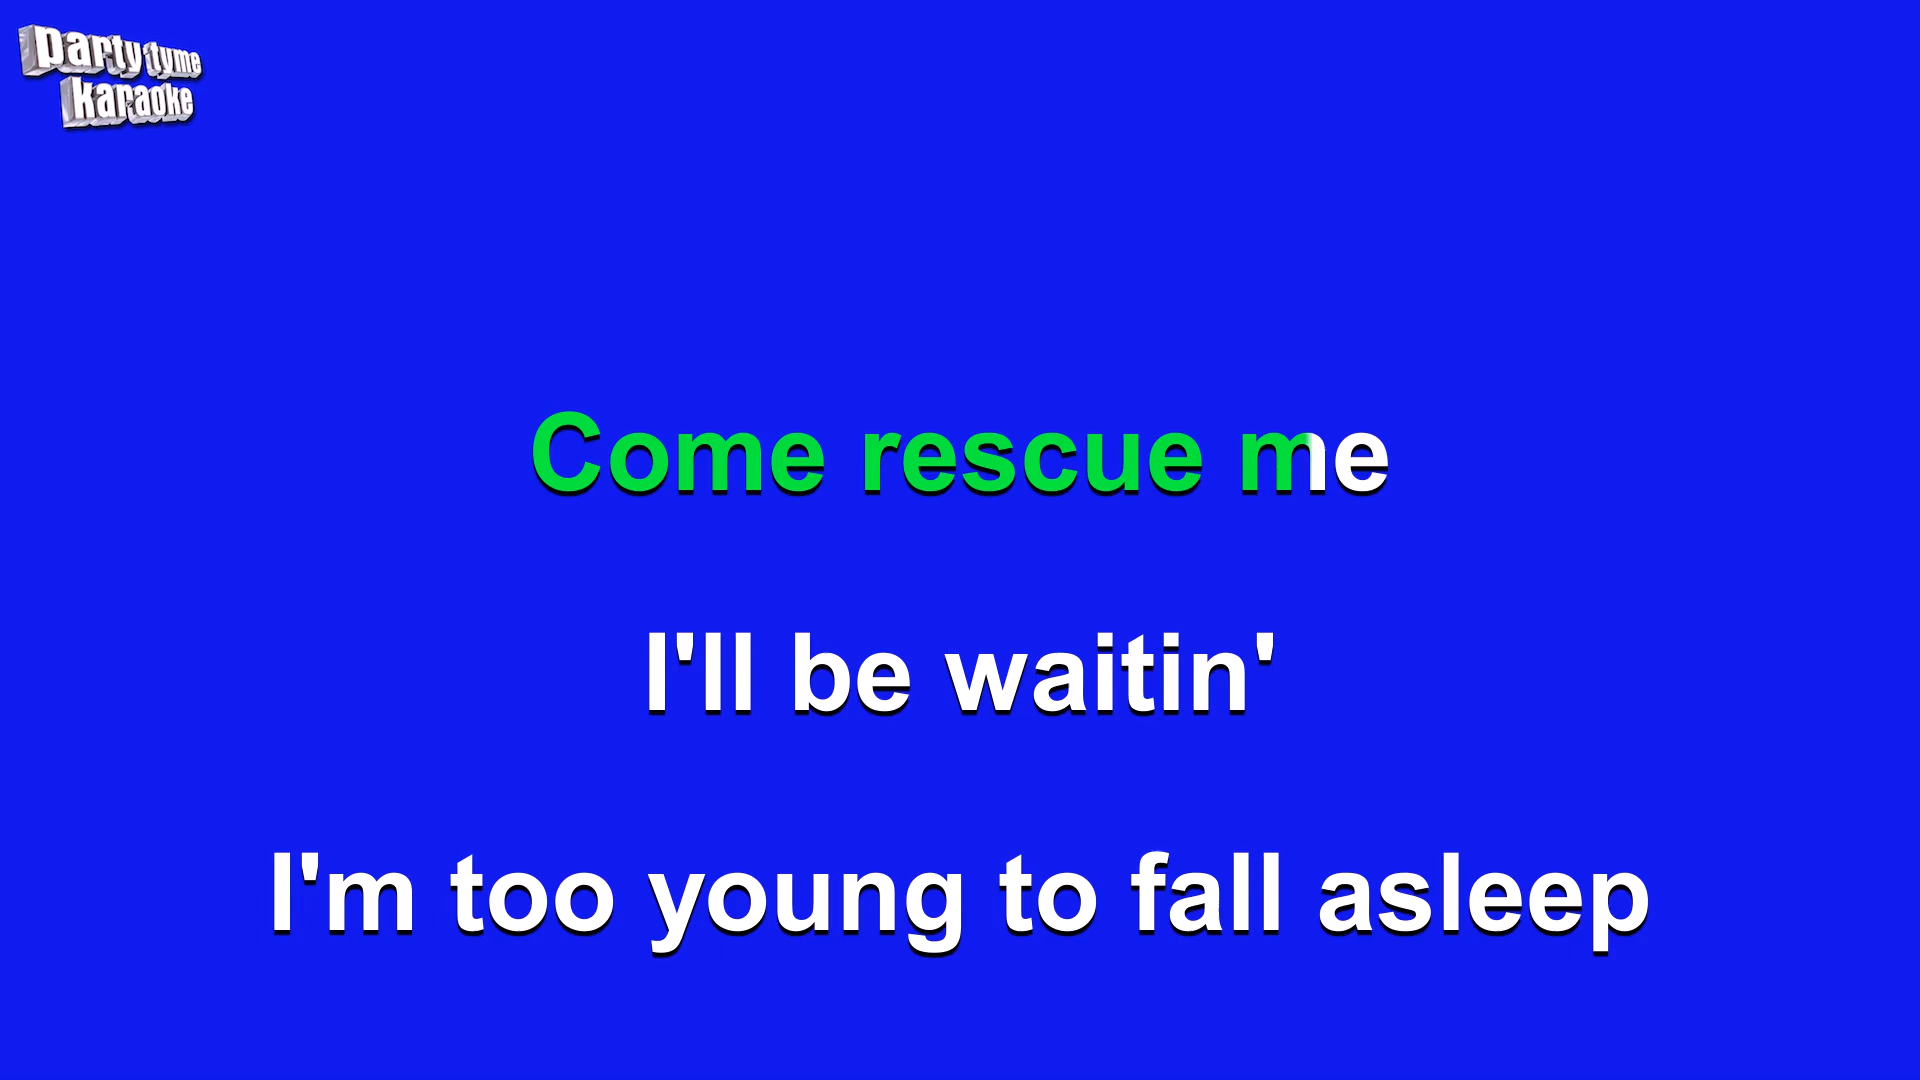 party tyme
karaoke
Come rescue me
I'll be waitin'
I'm too young to fall asleep